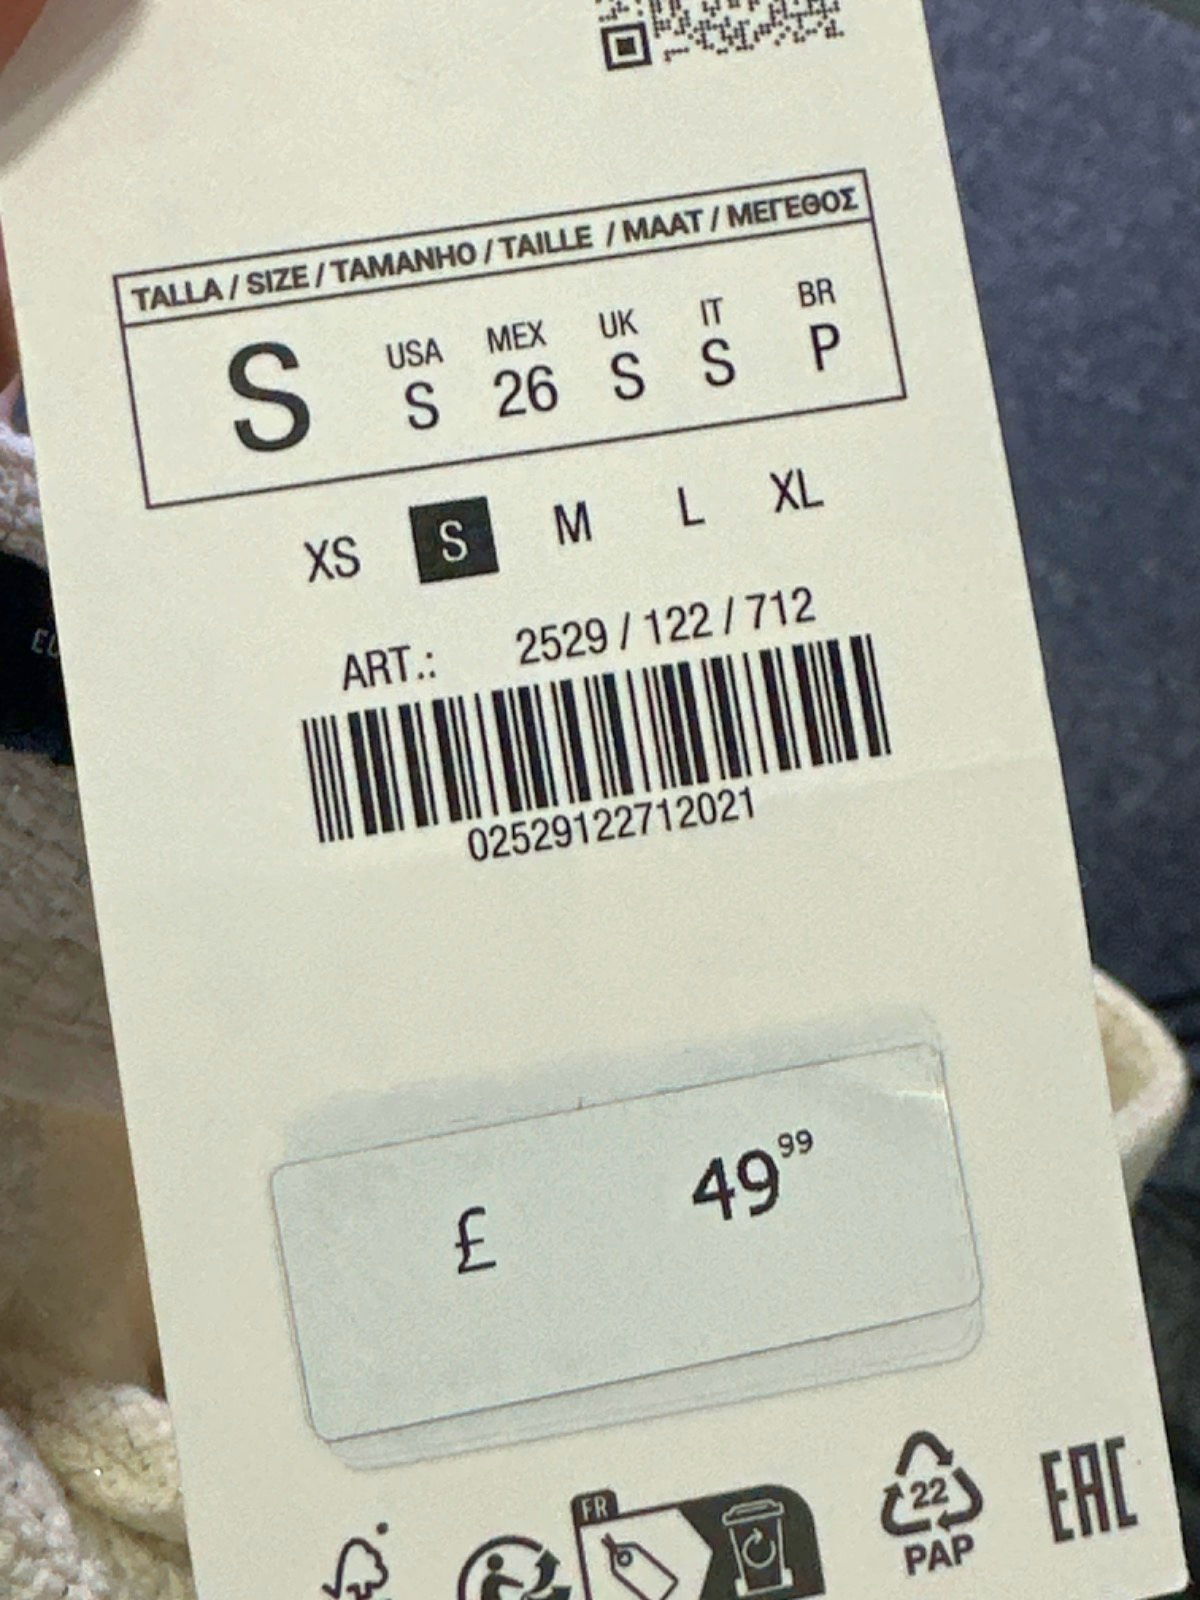 TALLA / SIZE / TAMANHO / TAILLE / MAAT / ΜΕΓΕΘΟΣ
S USA MEX UK IT BR
S 26 S S P
XS S M L XL
ART.: 2529 / 122 / 712
02529122712021
£ 49 99
FR
22
PAP
EAC